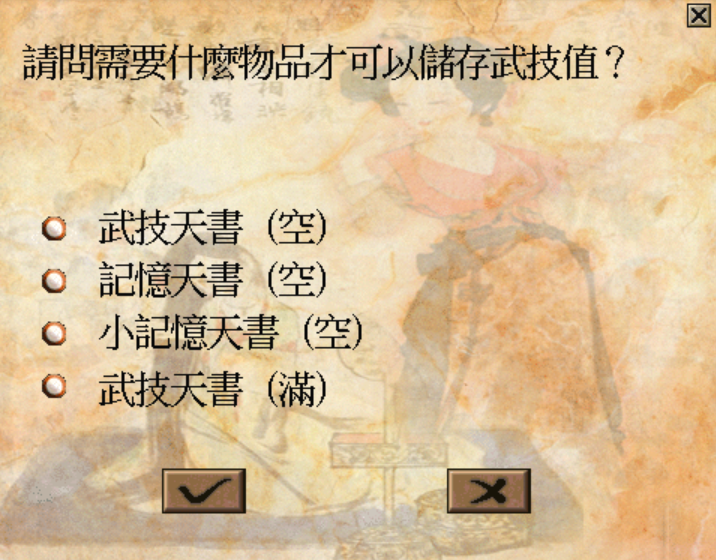 請問需要什麼物品才可以儲存武技值？
武技天書（空）
記憶天書（空）
小記憶天書（空）
武技天書（滿）